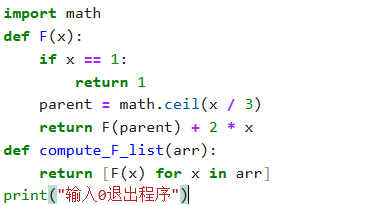 import math
def F(x):
    if x == 1:
        return 1
    parent = math.ceil(x / 3)
    return F(parent) + 2 * x
def compute_F_list(arr):
    return [F(x) for x in arr]
print("输入0退出程序")